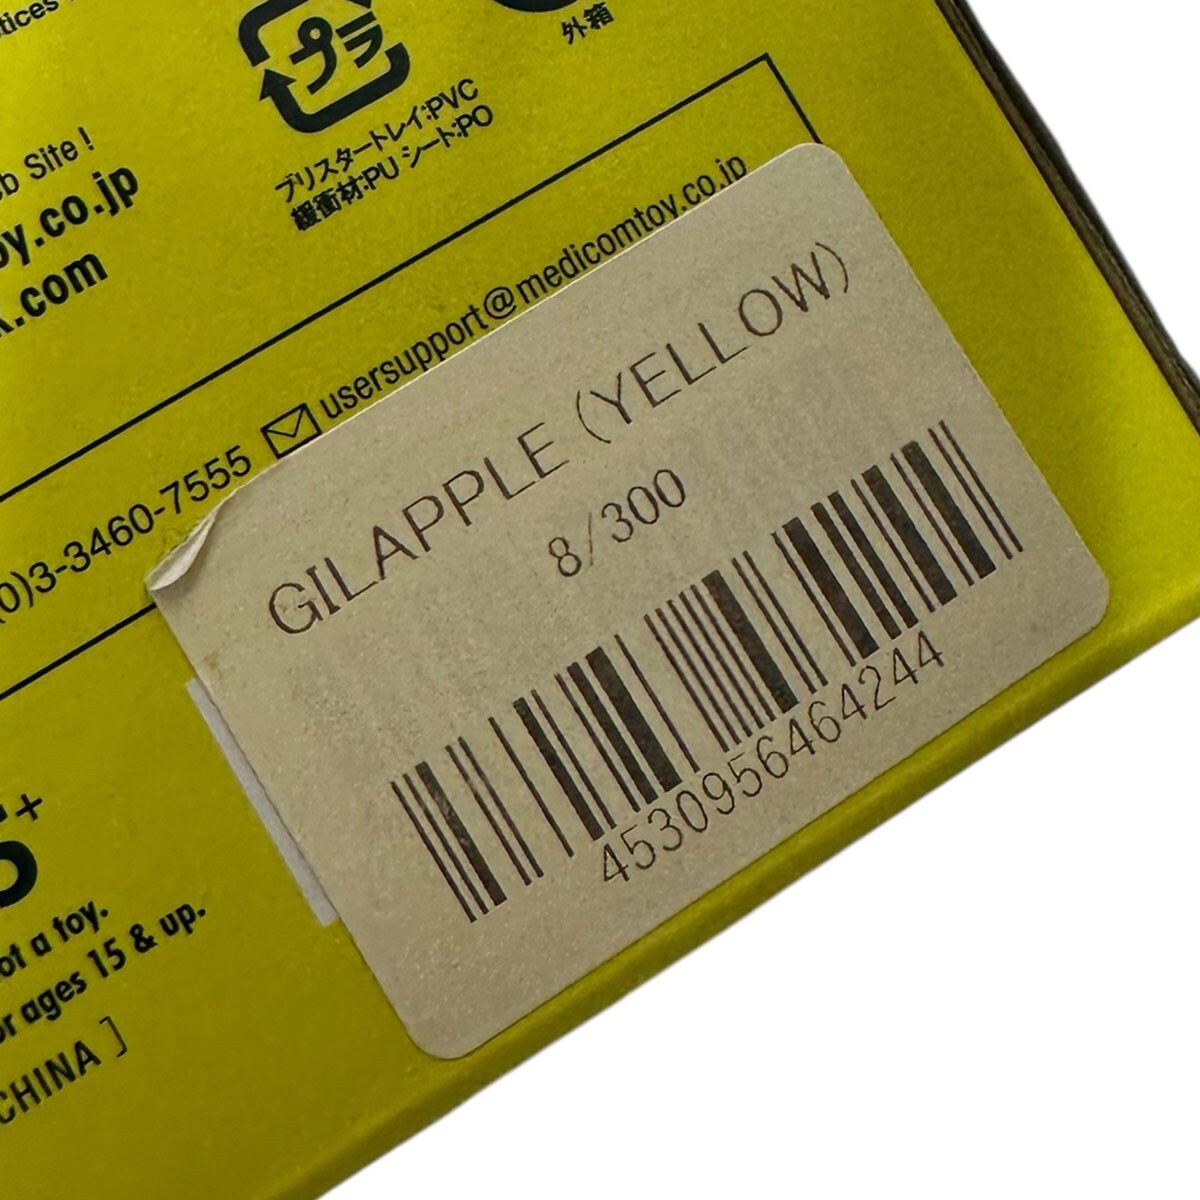 プラ
外箱
ブリスタートレイ:PVC
緩衝材:PU シート:PO
Site !
.co.jp
.com
)3-3460-7555 usersupport@medicomtoy.co.jp
GILAPPLE (YELLOW)
8/300
4530956464244
a toy.
ages 15 & up.
CHINA ]